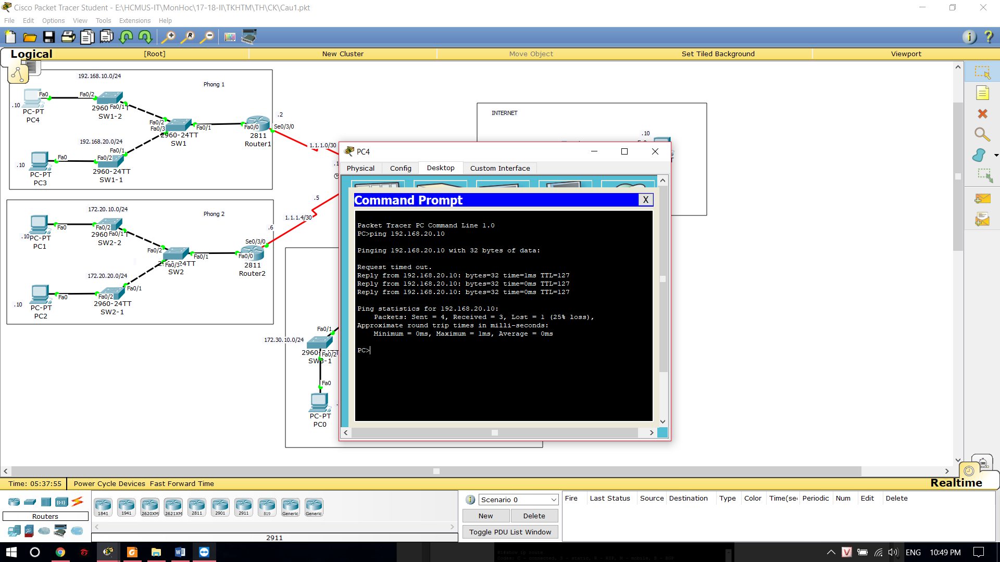 Cisco Packet Tracer Student - E:\HCMUS-IT\MonHoc\17-18-II\TKHTM\TH\CK\Cau1.pkt
File Edit Options View Tools Extensions Help
Logical [Root] New Cluster Move Object Set Tiled Background Viewport
192.168.10.0/24
Phong 1
Fa0 Fa0/2
.10
PC-PT
PC4
2960 Fa0/1 T
SW1-2
Fa0/2
Fa0/3
Fa0/1
2960-24TT
SW1
.2
Fa0/0
Se0/3/0
2811
Router1
192.168.20.0/24
Fa0/1
Fa0 Fa0/2
.10
PC-PT
PC3
2960-24TT
SW1-1
1.1.1.0/30
.5
1.1.1.4/30
INTERNET
.10
172.20.10.0/24
Phong 2
Fa0 Fa0/2
2960 Fa0/1
SW2-2
.10
PC-PT
PC1
.6
Se0/3/0
Fa0/2
Fa0/1
Fa0/0
Fa0/3
SW2
2811
Router2
172.20.20.0/24
Fa0/1
Fa0 Fa0/2
.10
PC-PT
PC2
2960-24TT
SW2-1
Fa0/1
172.30.10.0/24
Fa0/2
Fa0
PC-PT
PC0
PC4
Physical Config Desktop Custom Interface
Command Prompt X
Packet Tracer PC Command Line 1.0
PC>ping 192.168.20.10
Pinging 192.168.20.10 with 32 bytes of data:
Request timed out.
Reply from 192.168.20.10: bytes=32 time=1ms TTL=127
Reply from 192.168.20.10: bytes=32 time=0ms TTL=127
Reply from 192.168.20.10: bytes=32 time=0ms TTL=127
Ping statistics for 192.168.20.10:
Packets: Sent = 4, Received = 3, Lost = 1 (25% loss),
Approximate round trip times in milli-seconds:
Minimum = 0ms, Maximum = 1ms, Average = 0ms
PC>
Time: 05:37:55 Power Cycle Devices Fast Forward Time
Realtime
Routers
1841 1941 2620XM 2621XM 2811 2901 2911 819 Generic Generic
2911
Scenario 0
New Delete
Toggle PDU List Window
Fire Last Status Source Destination Type Color Time(sec Periodic Num Edit Delete
ENG 10:49 PM